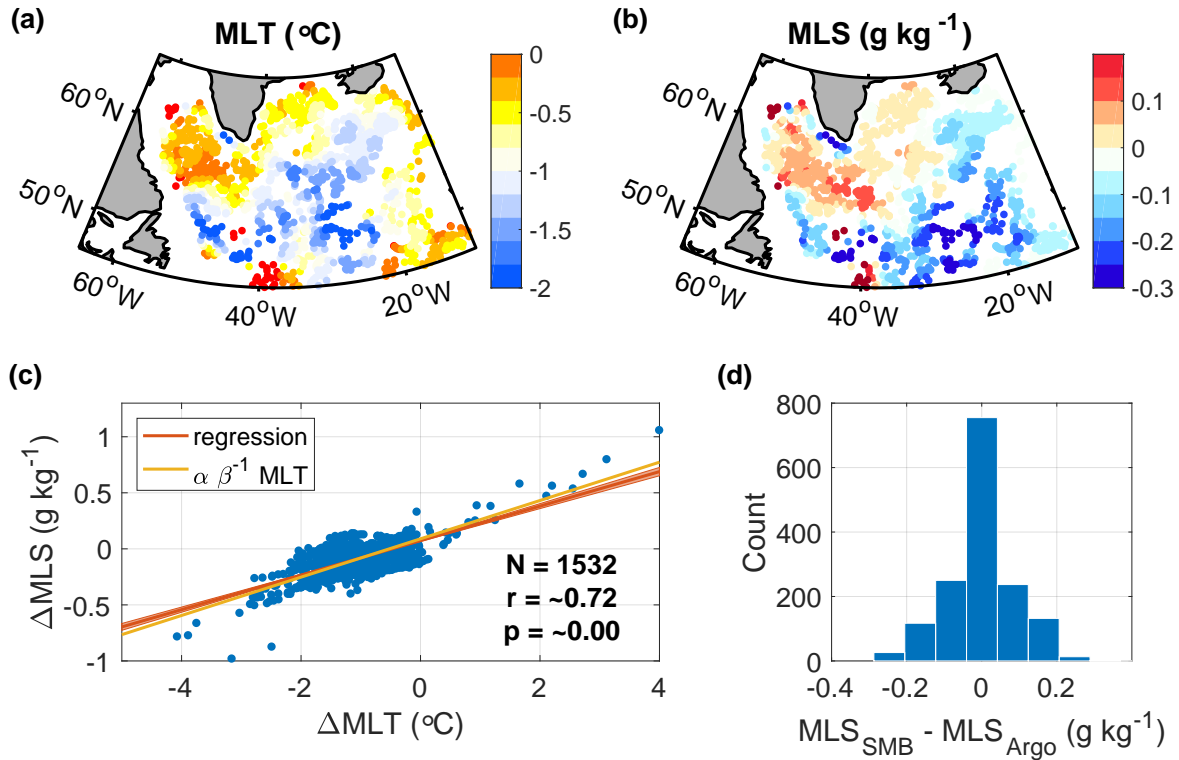 (a)
MLT (°C)
0
-0.5
-1
-1.5
-2
60°N
50°N
60°W
40°W
20°W
(b)
MLS (g kg -1)
0.1
0
-0.1
-0.2
-0.3
60°N
50°N
60°W
40°W
20°W
(c)
regression
α β-1 MLT
1
0.5
0
-0.5
-1
ΔMLS (g kg-1)
N = 1532
r = ~0.72
p = ~0.00
-4 -2 0 2 4
ΔMLT (°C)
(d)
800
600
400
200
0
Count
-0.4 -0.2 0 0.2
MLSSMB - MLSArgo (g kg-1)